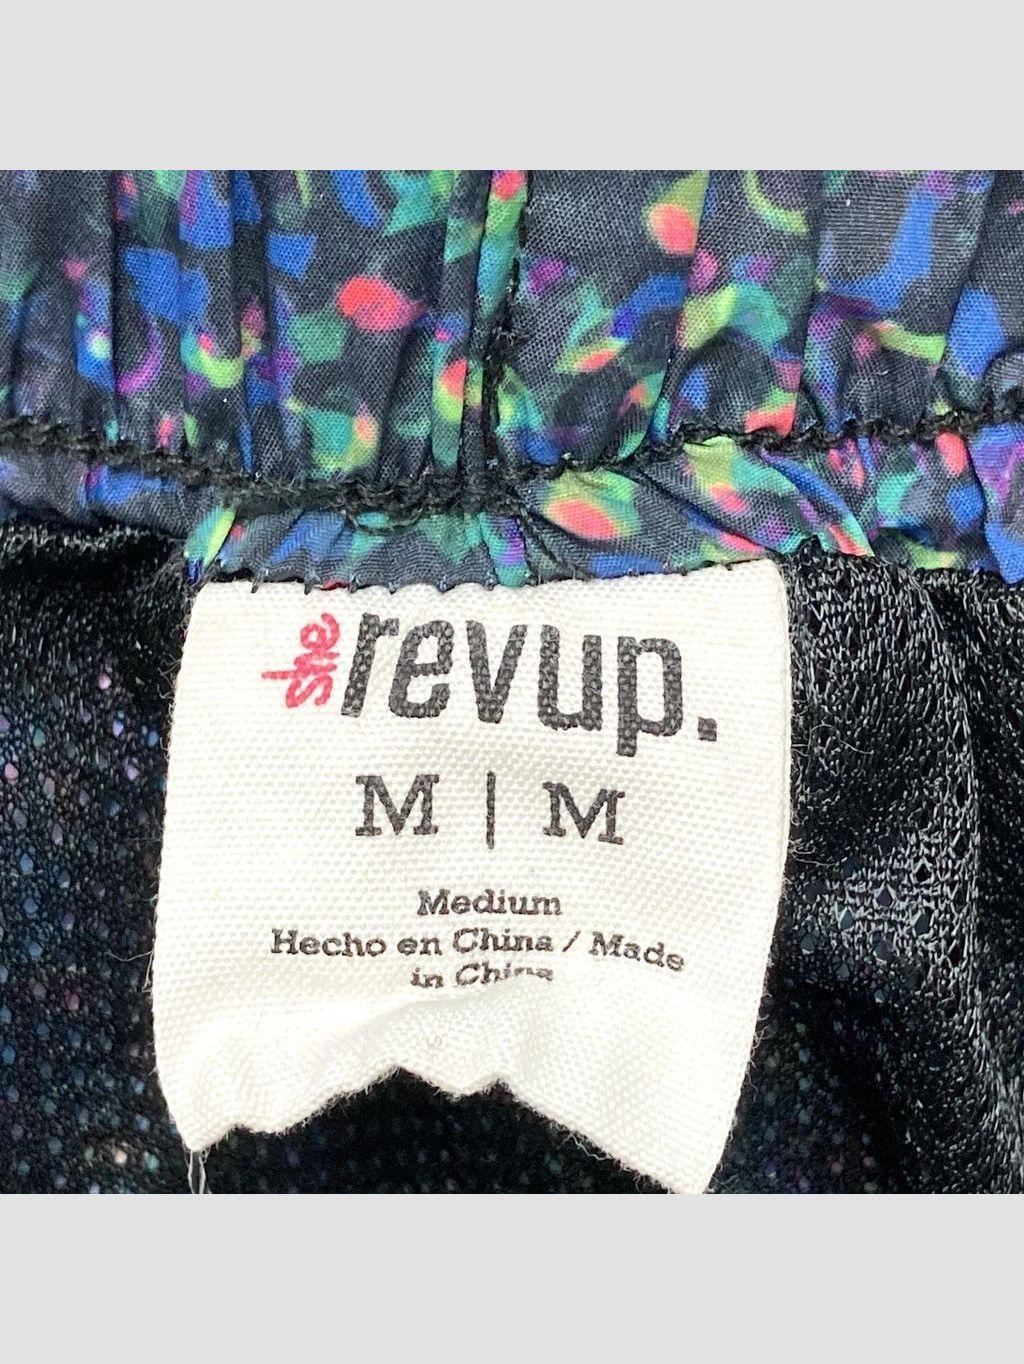 she revup.
M | M
Medium
Hecho en China / Made
in China